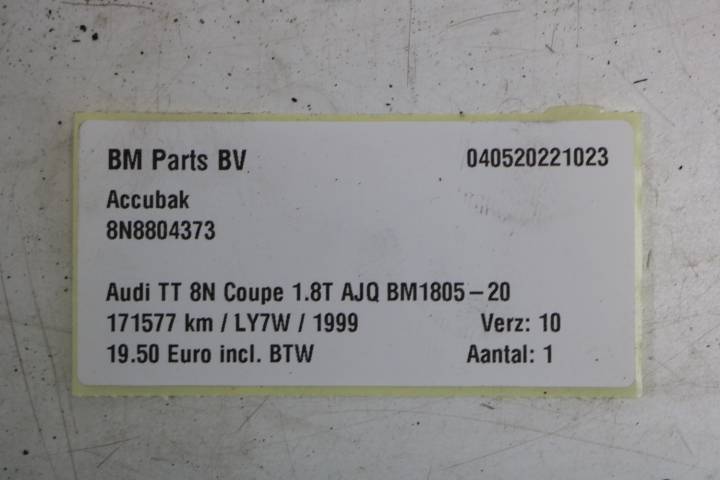 BM Parts BV 040520221023
Accubak
8N8804373
Audi TT 8N Coupe 1.8T AJQ BM1805-20
171577 km / LY7W / 1999 Verz: 10
19.50 Euro incl. BTW Aantal: 1